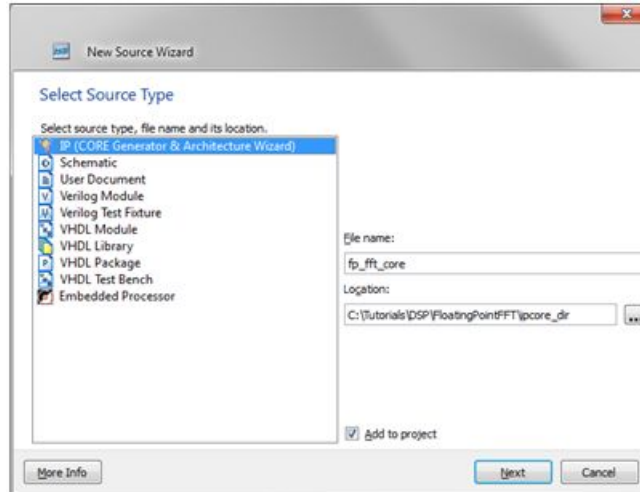 New Source Wizard
Select Source Type
Select source type, file name and its location.
IP (CORE Generator & Architecture Wizard)
Schematic
User Document
Verilog Module
Verilog Test Fixture
VHDL Module
VHDL Library
VHDL Package
VHDL Test Bench
Embedded Processor
File name:
fp_fft_core
Location:
C:\Tutorials\DSP\FloatingPointFFT\ipcore_dir
...
Add to project
More Info
Next
Cancel